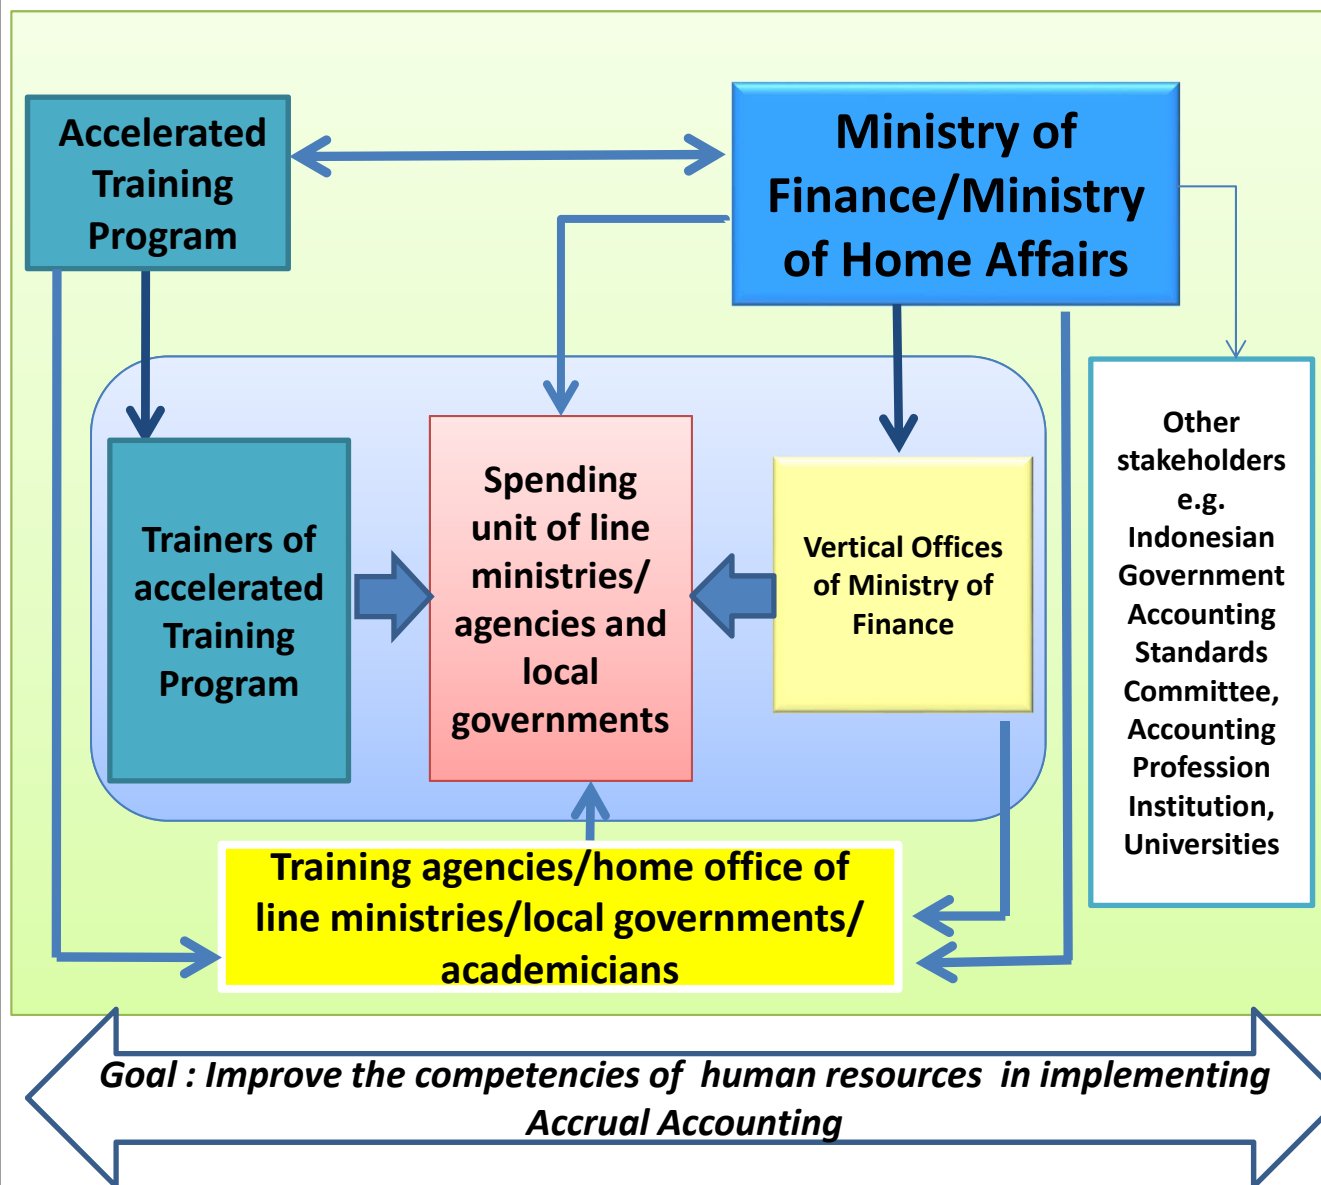 Accelerated
Training
Program
Ministry of
Finance/Ministry
of Home Affairs
Trainers of
accelerated
Training
Program
Spending
unit of line
ministries/
agencies and
local
governments
Vertical Offices
of Ministry of
Finance
Other
stakeholders
e.g.
Indonesian
Government
Accounting
Standards
Committee,
Accounting
Profession
Institution,
Universities
Training agencies/home office of
line ministries/local governments/
academicians
Goal : Improve the competencies of human resources in implementing
Accrual Accounting